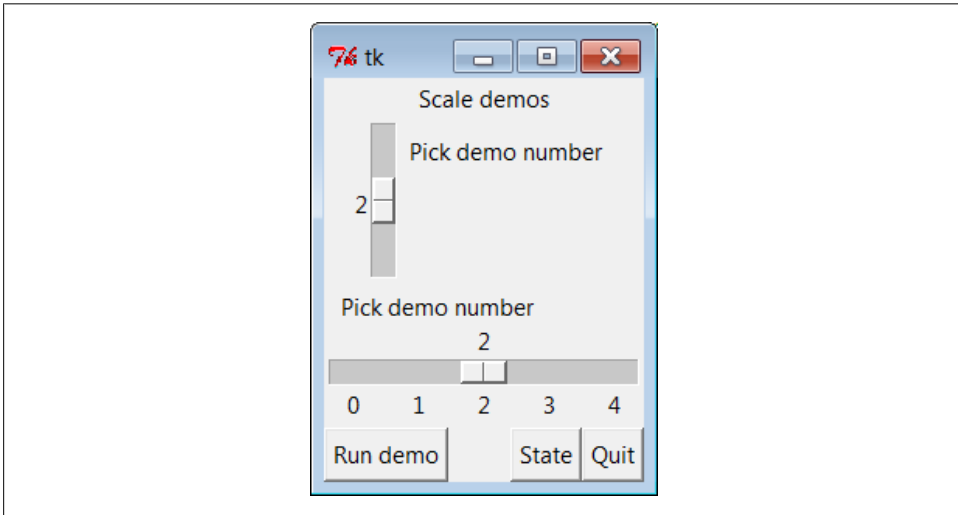 tk
Scale demos
Pick demo number
2
Pick demo number
2
0 1 2 3 4
Run demo State Quit